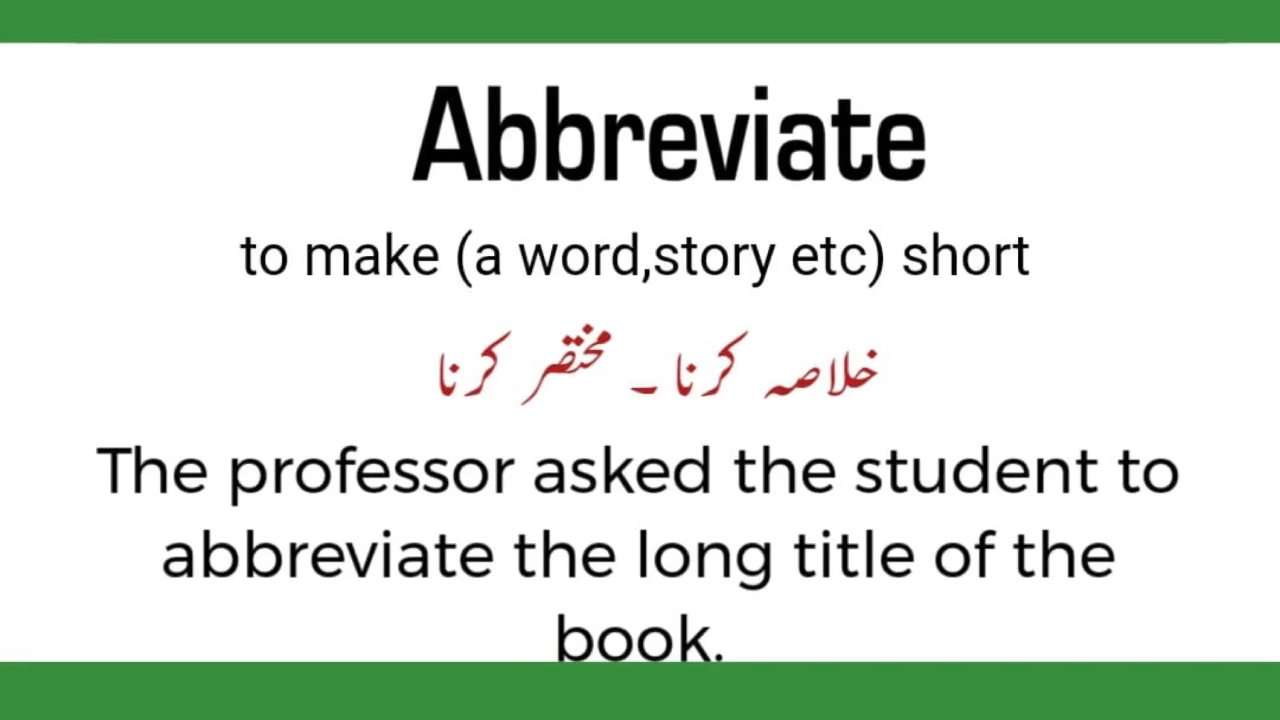 Abbreviate
to make (a word,story etc) short
خلاصہ کرنا۔ مختصر کرنا
The professor asked the student to
abbreviate the long title of the
book.